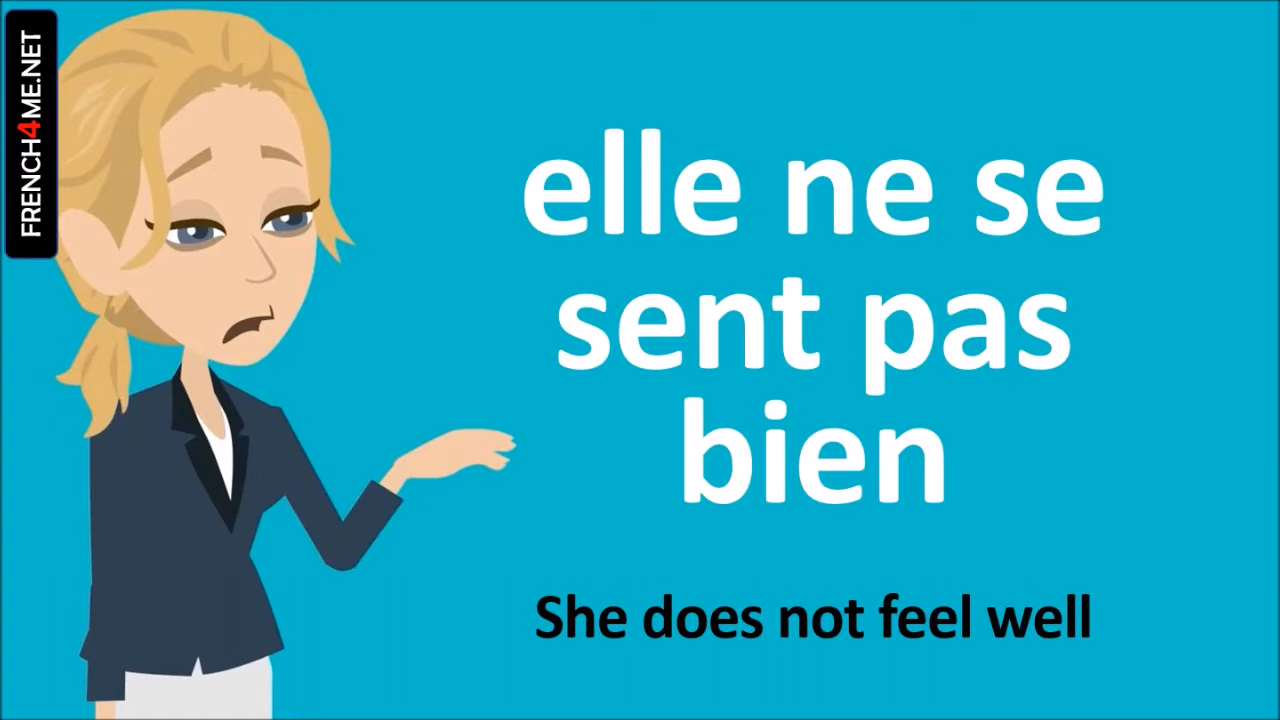 FRENCH4ME.NET
elle ne se
sent pas
bien
She does not feel well